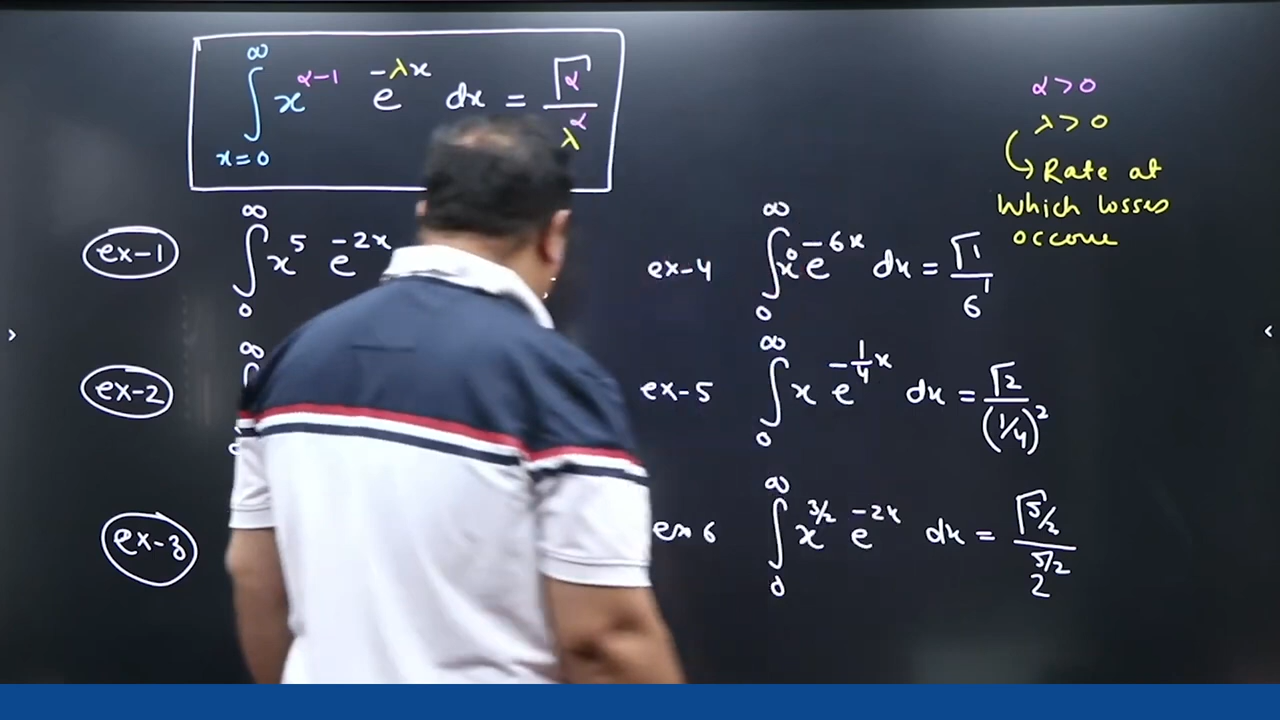 ∞
∫ x^{α-1} e^{-λx} dx = Γα / λ^α
x=0
α > 0
λ > 0
↳ Rate at
Which losses
occure
ex-1 ∫_0^∞ x^5 e^{-2x}
ex-2 ∞
ex-3
ex-4 ∫_0^∞ x^0 e^{-6x} dx = Γ1 / 6^1
ex-5 ∫_0^∞ x e^{-1/4 x} dx = Γ2 / (1/4)^2
ex 6 ∫_0^∞ x^{3/2} e^{-2x} dx = Γ5/2 / 2^{5/2}